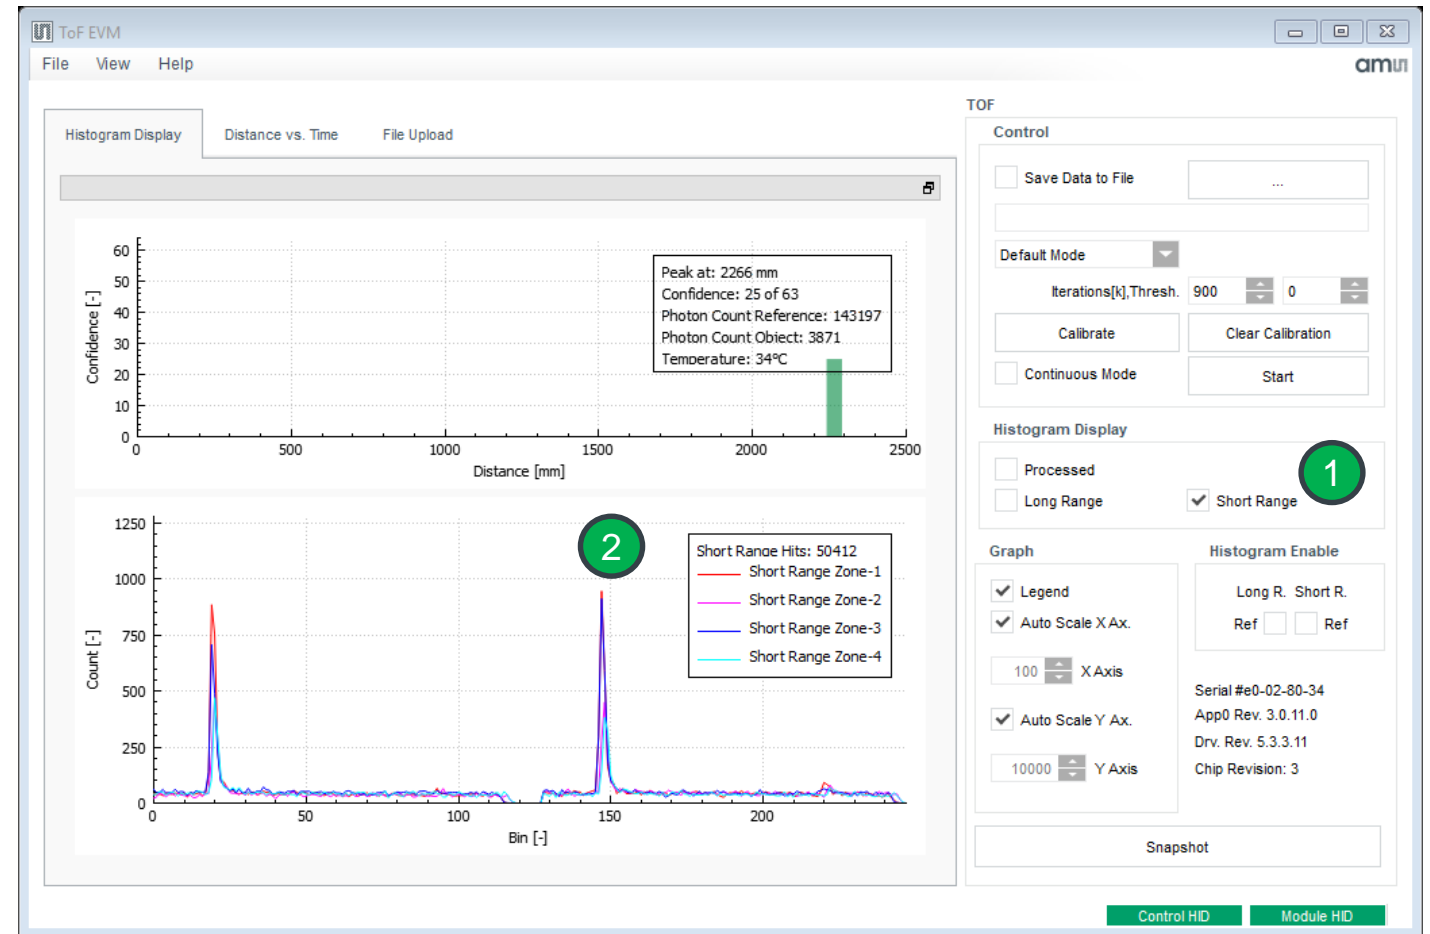 ToF EVM
File View Help
amu
Histogram Display Distance vs. Time File Upload
60
50
40
30
20
10
0
Confidence [-]
Peak at: 2266 mm
Confidence: 25 of 63
Photon Count Reference: 143197
Photon Count Object: 3871
Temperature: 34°C
0 500 1000 1500 2000 2500
Distance [mm]
1250
1000
750
500
250
0
Count [-]
2
Short Range Hits: 50412
Short Range Zone-1
Short Range Zone-2
Short Range Zone-3
Short Range Zone-4
0 50 100 150 200
Bin [-]
TOF
Control
Save Data to File ...
Default Mode
Iterations[k],Thresh. 900 0
Calibrate Clear Calibration
Continuous Mode Start
Histogram Display
Processed
1
Long Range Short Range
Graph
Legend
Auto Scale X Ax.
100 X Axis
Auto Scale Y Ax.
10000 Y Axis
Histogram Enable
Long R. Short R.
Ref Ref
Serial #e0-02-80-34
App0 Rev. 3.0.11.0
Drv. Rev. 5.3.3.11
Chip Revision: 3
Snapshot
Control HID Module HID